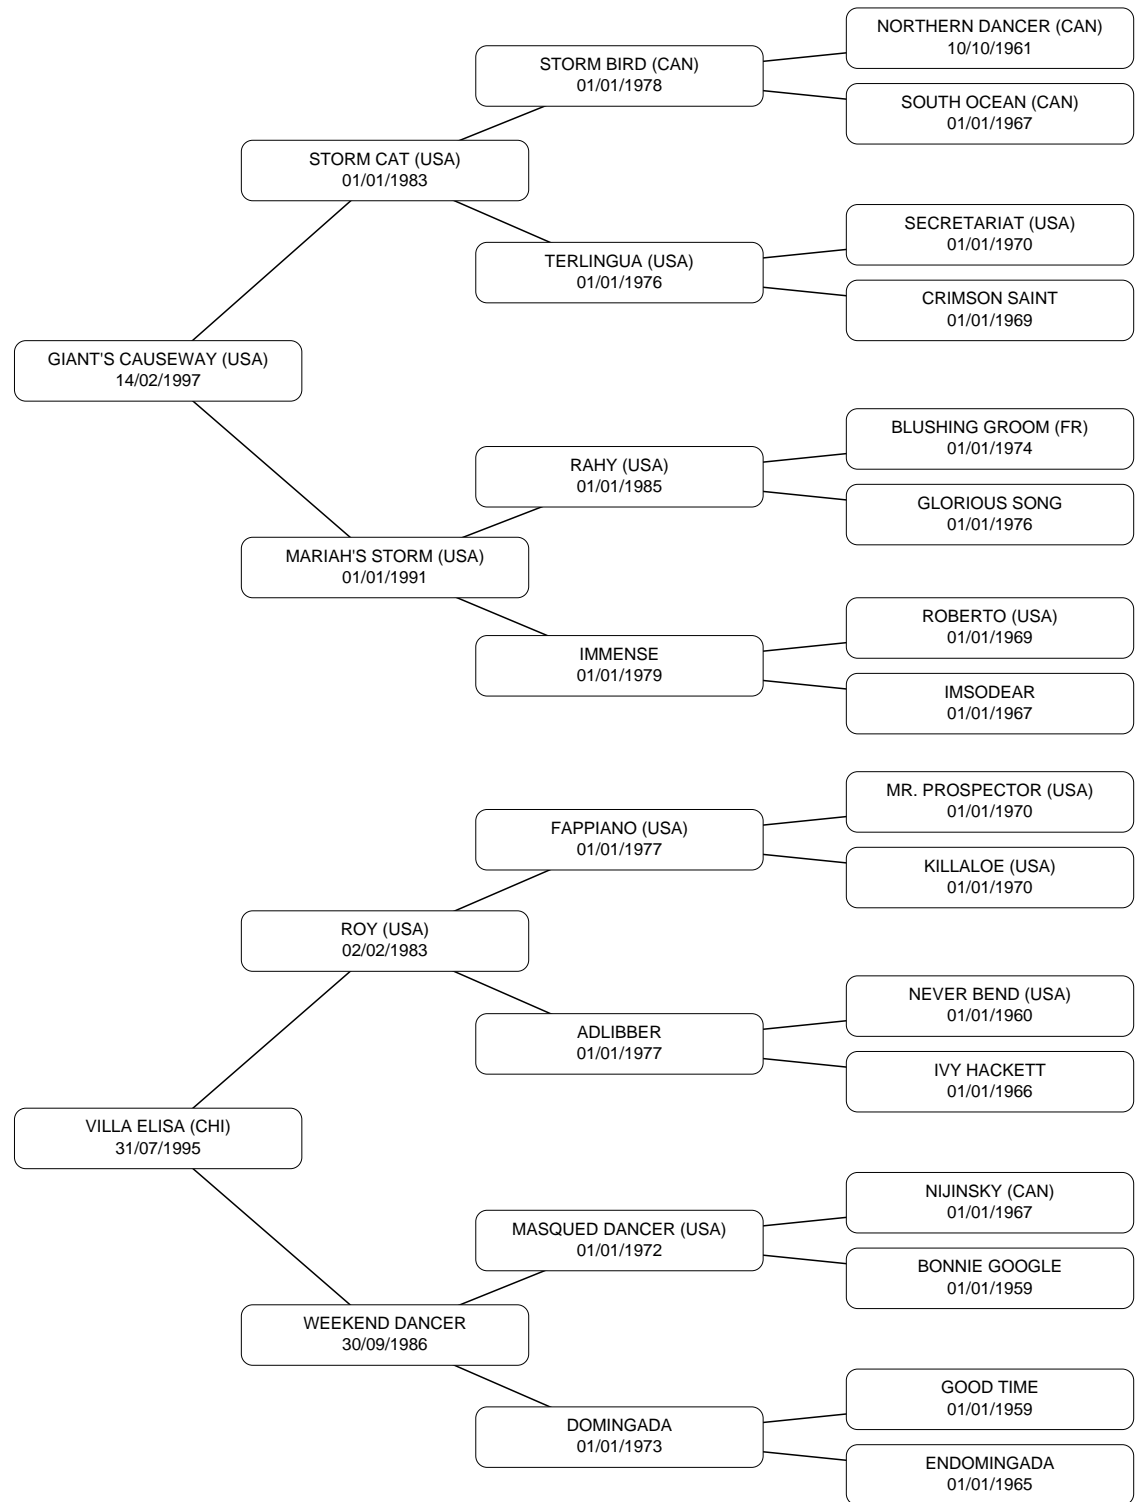 NORTHERN DANCER (CAN)
10/10/1961
STORM BIRD (CAN)
01/01/1978
SOUTH OCEAN (CAN)
01/01/1967
STORM CAT (USA)
01/01/1983
SECRETARIAT (USA)
01/01/1970
TERLINGUA (USA)
01/01/1976
CRIMSON SAINT
01/01/1969
GIANT'S CAUSEWAY (USA)
14/02/1997
BLUSHING GROOM (FR)
01/01/1974
RAHY (USA)
01/01/1985
GLORIOUS SONG
01/01/1976
MARIAH'S STORM (USA)
01/01/1991
ROBERTO (USA)
01/01/1969
IMMENSE
01/01/1979
IMSODEAR
01/01/1967
MR. PROSPECTOR (USA)
01/01/1970
FAPPIANO (USA)
01/01/1977
KILLALOE (USA)
01/01/1970
ROY (USA)
02/02/1983
NEVER BEND (USA)
01/01/1960
ADLIBBER
01/01/1977
IVY HACKETT
01/01/1966
VILLA ELISA (CHI)
31/07/1995
NIJINSKY (CAN)
01/01/1967
MASQUED DANCER (USA)
01/01/1972
BONNIE GOOGLE
01/01/1959
WEEKEND DANCER
30/09/1986
GOOD TIME
01/01/1959
DOMINGADA
01/01/1973
ENDOMINGADA
01/01/1965